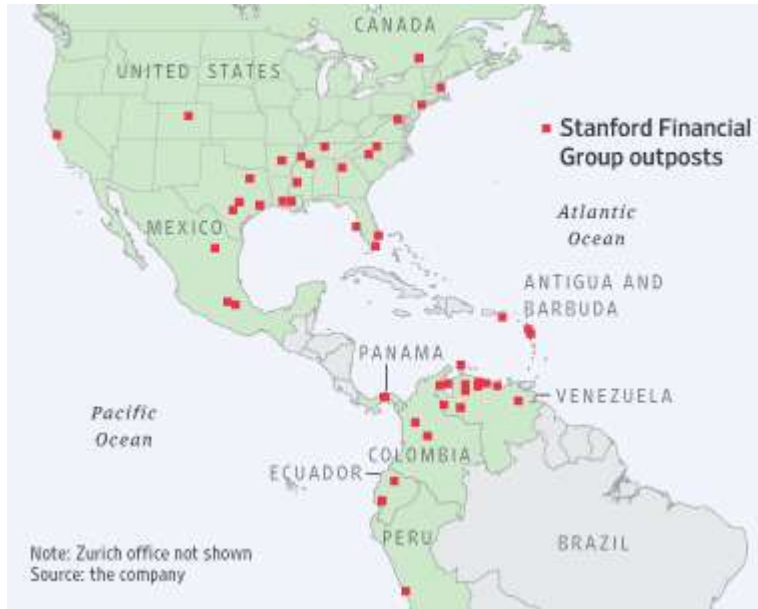 CANADA
UNITED STATES
Stanford Financial
Group outposts
Atlantic
Ocean
MEXICO
ANTIGUA AND
BARBUDA
PANAMA
VENEZUELA
Pacific
Ocean
COLOMBIA
ECUADOR
PERU
BRAZIL
Note: Zurich office not shown
Source: the company